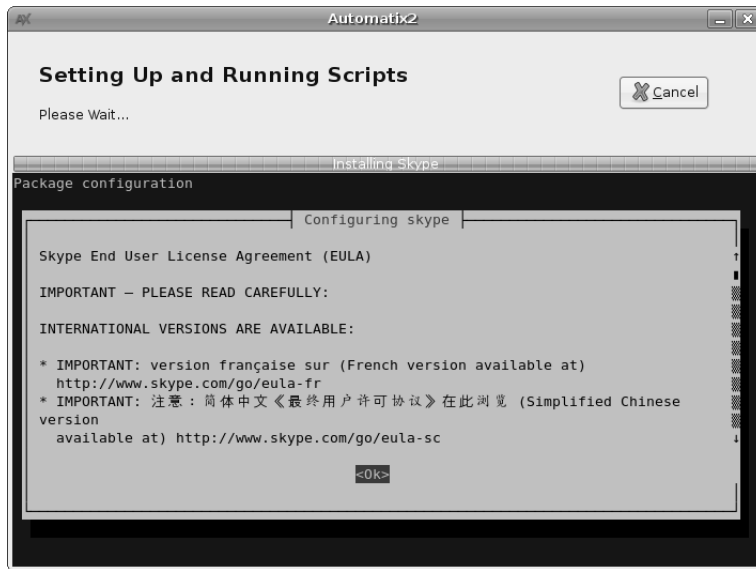 Automatix2
Setting Up and Running Scripts
Cancel
Please Wait...
Installing Skype
Package configuration
Configuring skype
Skype End User License Agreement (EULA)
IMPORTANT – PLEASE READ CAREFULLY:
INTERNATIONAL VERSIONS ARE AVAILABLE:
* IMPORTANT: version française sur (French version available at)
http://www.skype.com/go/eula-fr
* IMPORTANT: 注意：简体中文《最终用户许可协议》在此浏览 (Simplified Chinese
version
available at) http://www.skype.com/go/eula-sc
<Ok>